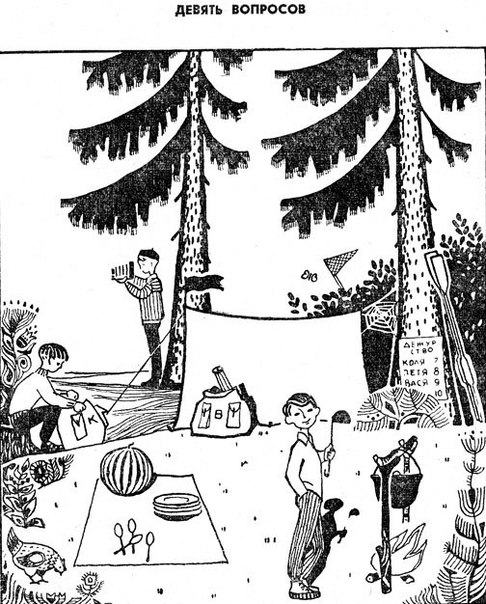 ДЕВЯТЬ ВОПРОСОВ
ДЕЖУР
СТВО
КОЛЯ 7
ПЕТЯ 8
ВАСЯ 9
10
В
К